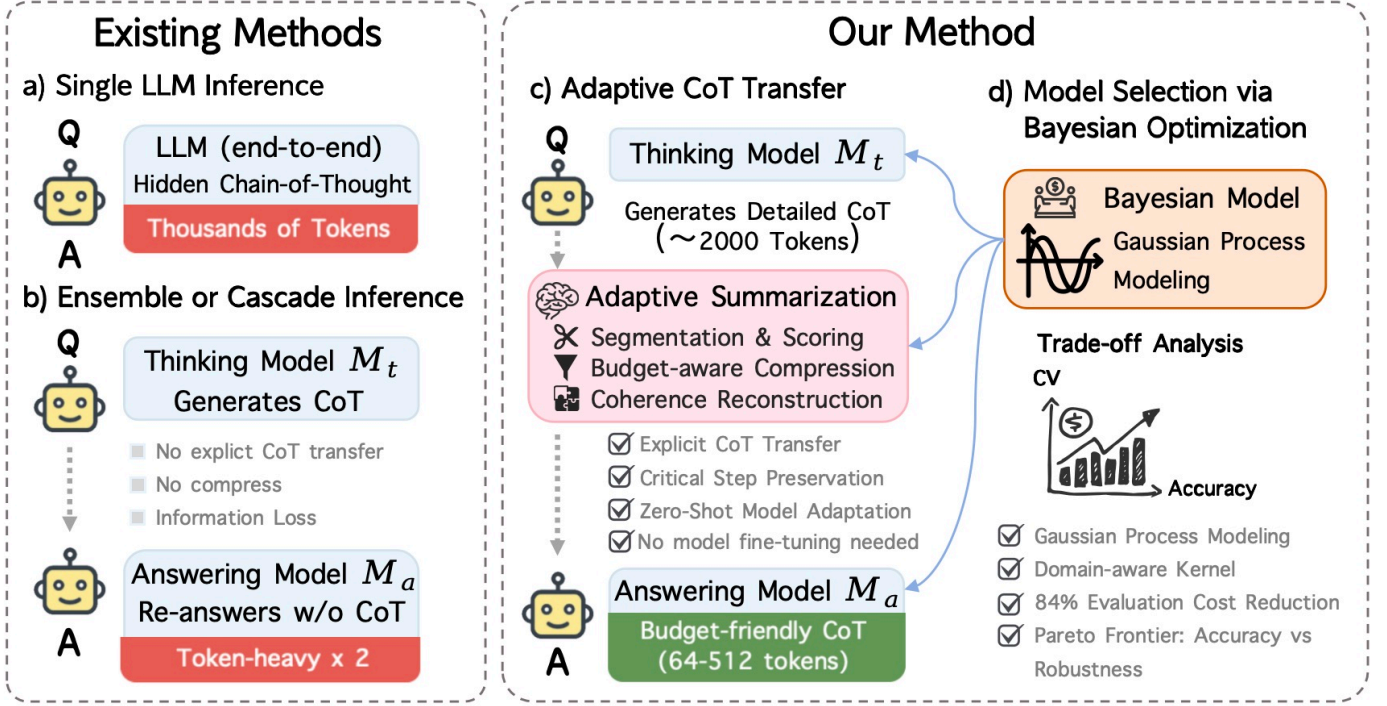 Existing Methods
a) Single LLM Inference
Q
LLM (end-to-end)
Hidden Chain-of-Thought
Thousands of Tokens
A
b) Ensemble or Cascade Inference
Q
Thinking Model M_t
Generates CoT
No explict CoT transfer
No compress
Information Loss
Answering Model M_a
Re-answers w/o CoT
A
Token-heavy x 2
Our Method
c) Adaptive CoT Transfer
Q
Thinking Model M_t
Generates Detailed CoT
(~2000 Tokens)
Adaptive Summarization
Segmentation & Scoring
Budget-aware Compression
Coherence Reconstruction
Explicit CoT Transfer
Critical Step Preservation
Zero-Shot Model Adaptation
No model fine-tuning needed
Answering Model M_a
Budget-friendly CoT
(64-512 tokens)
A
d) Model Selection via
Bayesian Optimization
$
Bayesian Model
Gaussian Process
Modeling
Trade-off Analysis
CV
$
Accuracy
Gaussian Process Modeling
Domain-aware Kernel
84% Evaluation Cost Reduction
Pareto Frontier: Accuracy vs
Robustness